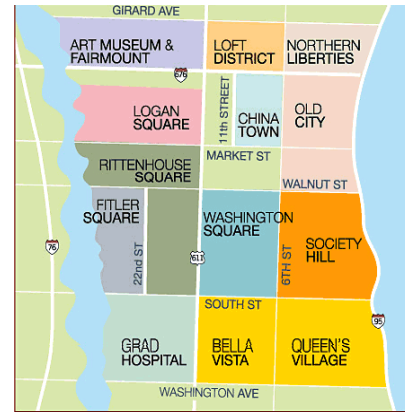 GIRARD AVE
ART MUSEUM &
FAIRMOUNT
LOFT
DISTRICT
NORTHERN
LIBERTIES
676
11th STREET
LOGAN
SQUARE
CHINA
TOWN
OLD
CITY
MARKET ST
RITTENHOUSE
SQUARE
WALNUT ST
FITLER
SQUARE
WASHINGTON
SQUARE
22nd ST
76
611
6TH ST
SOCIETY
HILL
SOUTH ST
95
GRAD
HOSPITAL
BELLA
VISTA
QUEEN'S
VILLAGE
WASHINGTON AVE